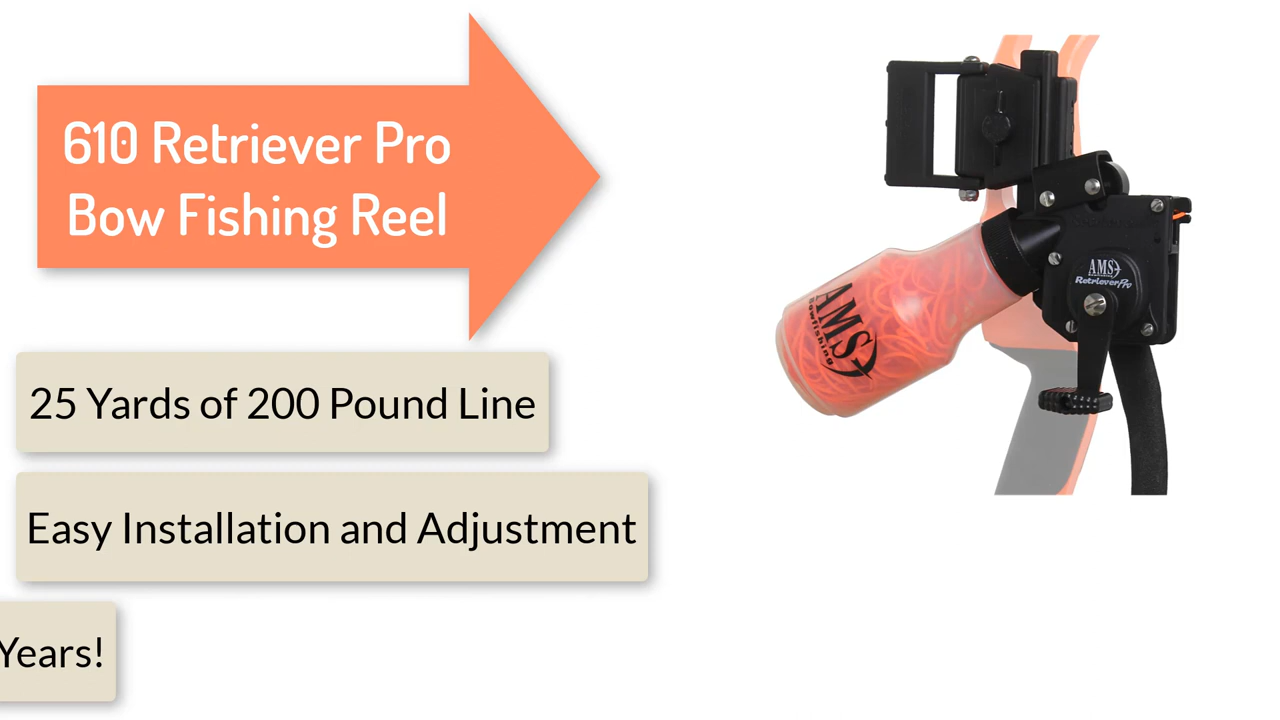 610 Retriever Pro
Bow Fishing Reel
25 Yards of 200 Pound Line
Easy Installation and Adjustment
Years!
AMS
Bowfishing
AMS
Retriever Pro